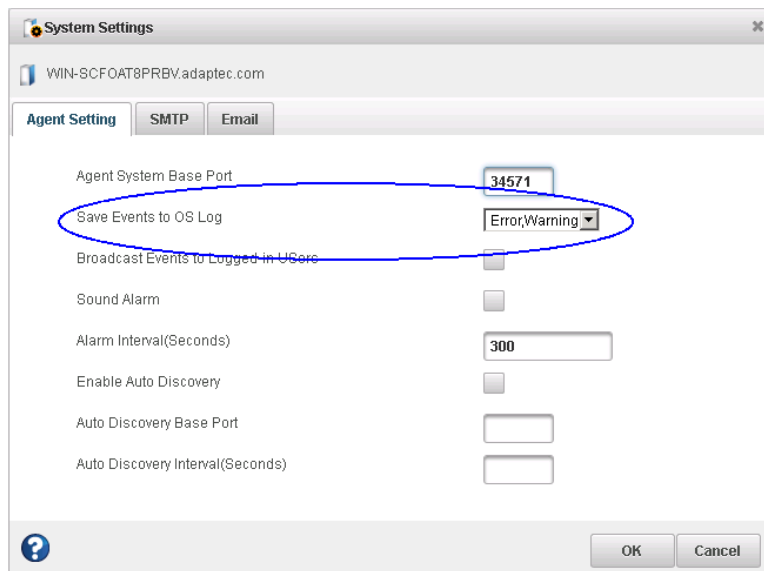 System Settings
WIN-SCFOAT8PRBV.adaptec.com
Agent Setting SMTP Email
Agent System Base Port 34571
Save Events to OS Log Error,Warning
Broadcast Events to Logged-in USers
Sound Alarm
Alarm Interval(Seconds) 300
Enable Auto Discovery
Auto Discovery Base Port
Auto Discovery Interval(Seconds)
? OK Cancel